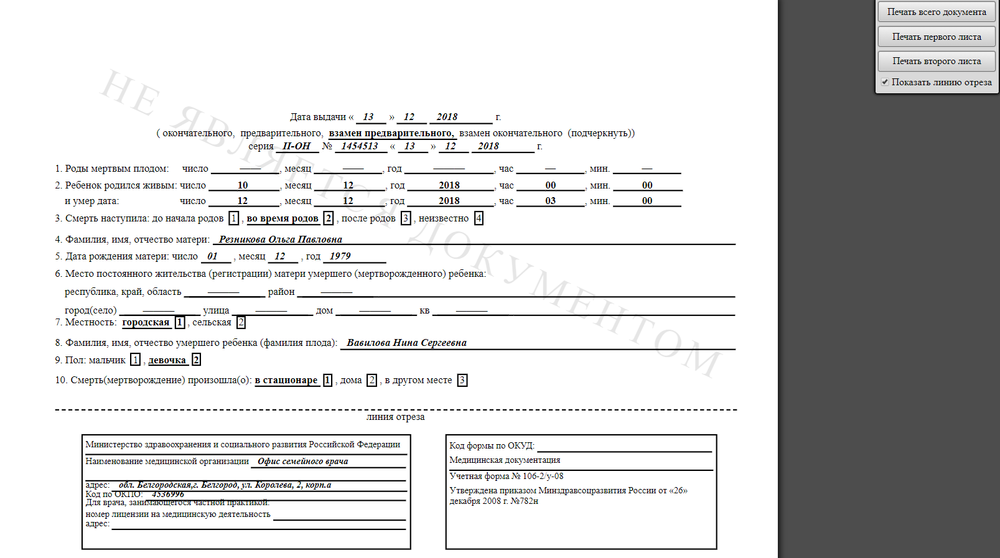 Печать всего документа
Печать первого листа
Печать второго листа
Показать линию отреза
НЕ ЯВЛЯЕТСЯ ДОКУМЕНТОМ
Дата выдачи « 13 » 12 2018 г.
( окончательного, предварительного, взамен предварительного, взамен окончательного (подчеркнуть))
серия II-ОН № 1454513 « 13 » 12 2018 г.
1. Роды мертвым плодом: число ——, месяц ——, год ———, час —, мин. —
2. Ребенок родился живым: число 10, месяц 12, год 2018, час 00, мин. 00
и умер дата: число 12, месяц 12, год 2018, час 03, мин. 00
3. Смерть наступила: до начала родов 1, во время родов 2, после родов 3, неизвестно 4
4. Фамилия, имя, отчество матери: Резникова Ольга Павловна
5. Дата рождения матери: число 01, месяц 12, год 1979
6. Место постоянного жительства (регистрации) матери умершего (мертворожденного) ребенка:
республика, край, область ——— район ———
город(село) ——— улица ——— дом ——— кв ———
7. Местность: городская 1, сельская 2
8. Фамилия, имя, отчество умершего ребенка (фамилия плода): Вавилова Нина Сергеевна
9. Пол: мальчик 1, девочка 2
10. Смерть(мертворождение) произошла(о): в стационаре 1, дома 2, в другом месте 3
линия отреза
Министерство здравоохранения и социального развития Российской Федерации
Наименование медицинской организации Офис семейного врача
адрес: обл. Белгородская,г. Белгород, ул. Королева, 2, корп.а
Код по ОКПО: 4536996
Для врача, занимающегося частной практикой:
номер лицензии на медицинскую деятельность
адрес:
Код формы по ОКУД:
Медицинская документация
Учетная форма № 106-2/у-08
Утверждена приказом Минздравсоцразвития России от «26»
декабря 2008 г. №782н